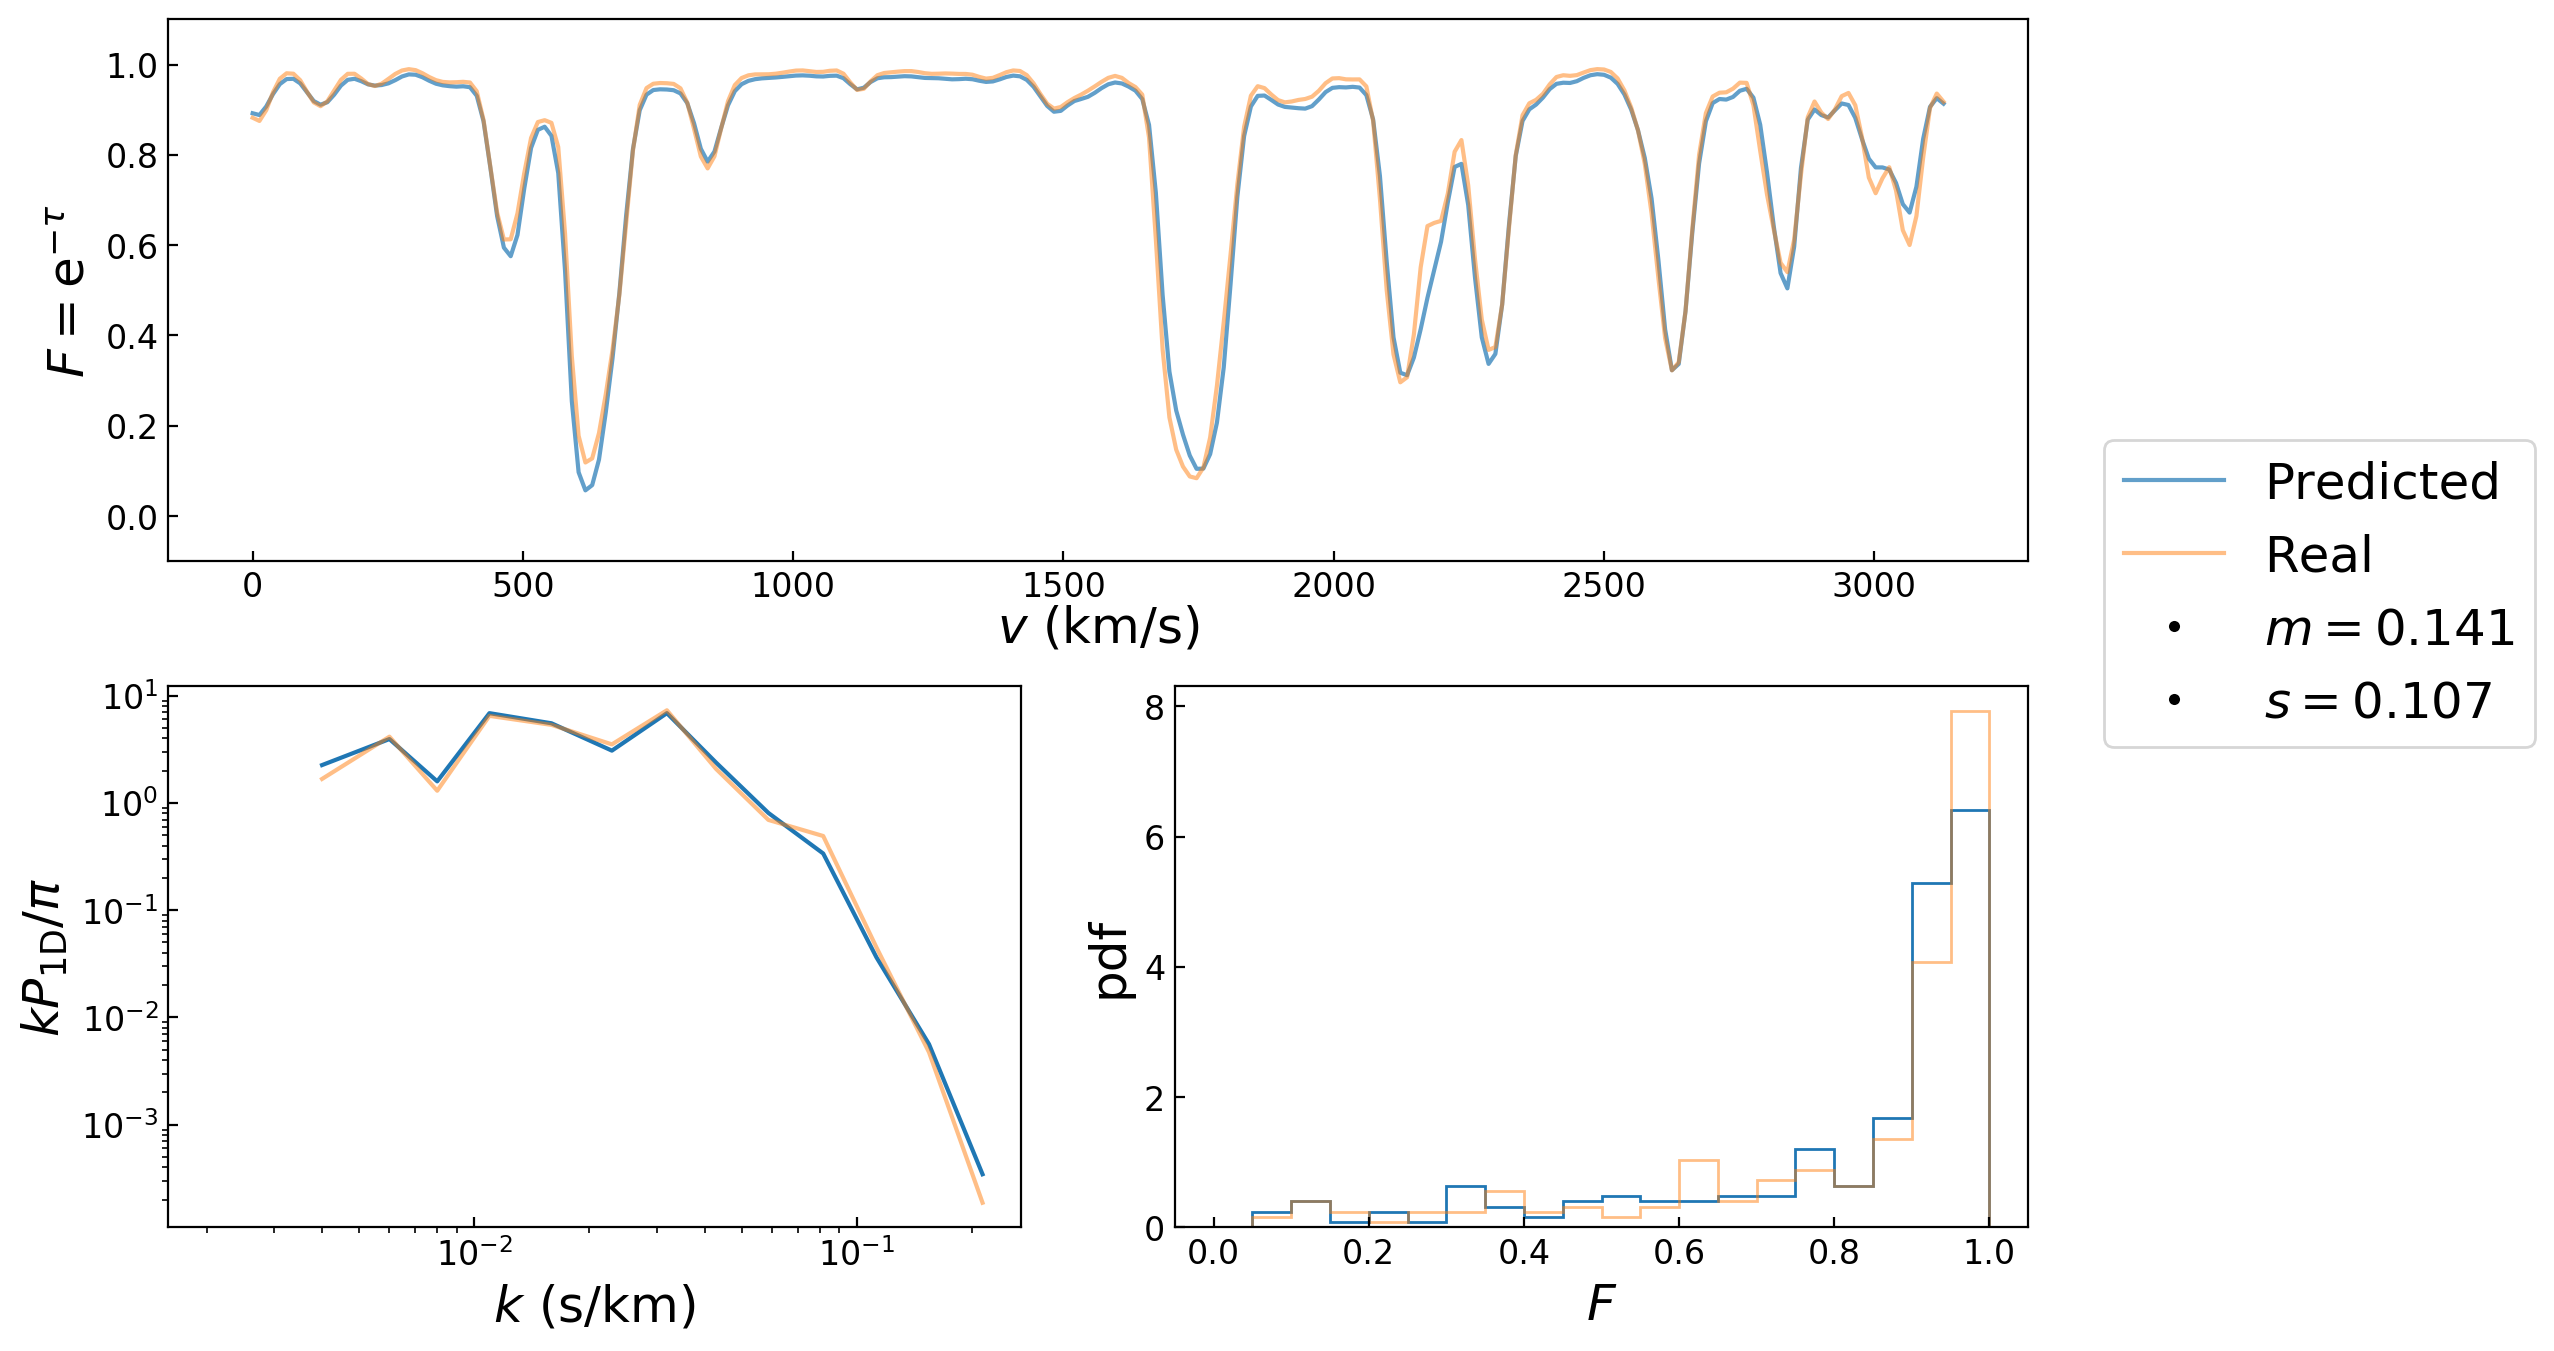 1.0
0.8
0.6
0.4
0.2
0.0
F = e^{−τ}
0 500 1000 1500 2000 2500 3000
v (km/s)
Predicted
Real
m = 0.141
s = 0.107
10^1
10^0
10^{−1}
10^{−2}
10^{−3}
kP_{1D}/π
10^{−2} 10^{−1}
k (s/km)
8
6
4
2
0
pdf
0.0 0.2 0.4 0.6 0.8 1.0
F